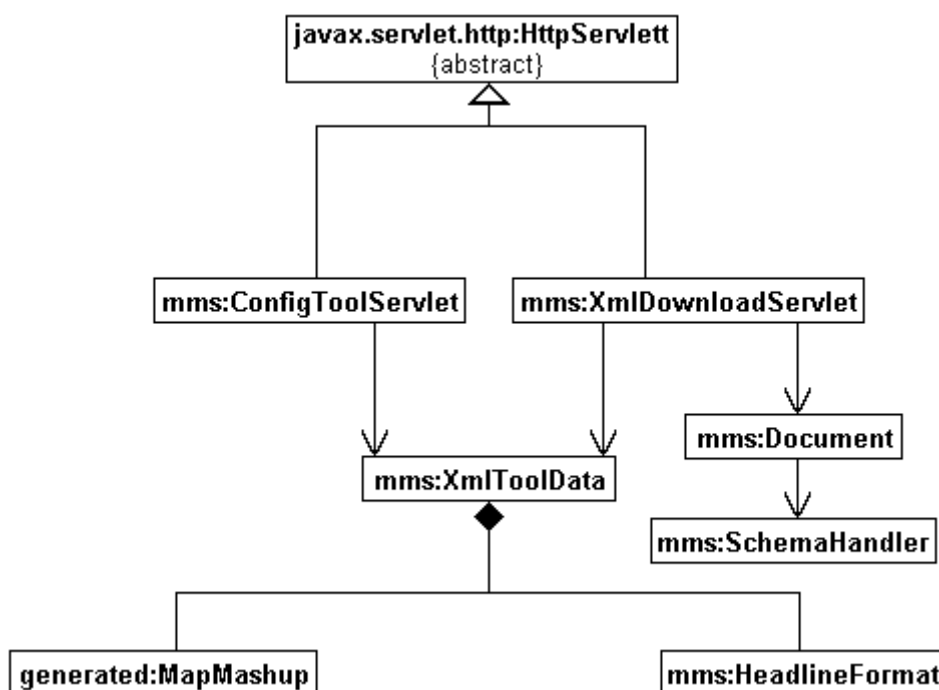 javax.servlet.http:HttpServlett
{abstract}
mms:ConfigToolServlet
mms:XmlDownloadServlet
mms:Document
mms:XmlToolData
mms:SchemaHandler
generated:MapMashup
mms:HeadlineFormat